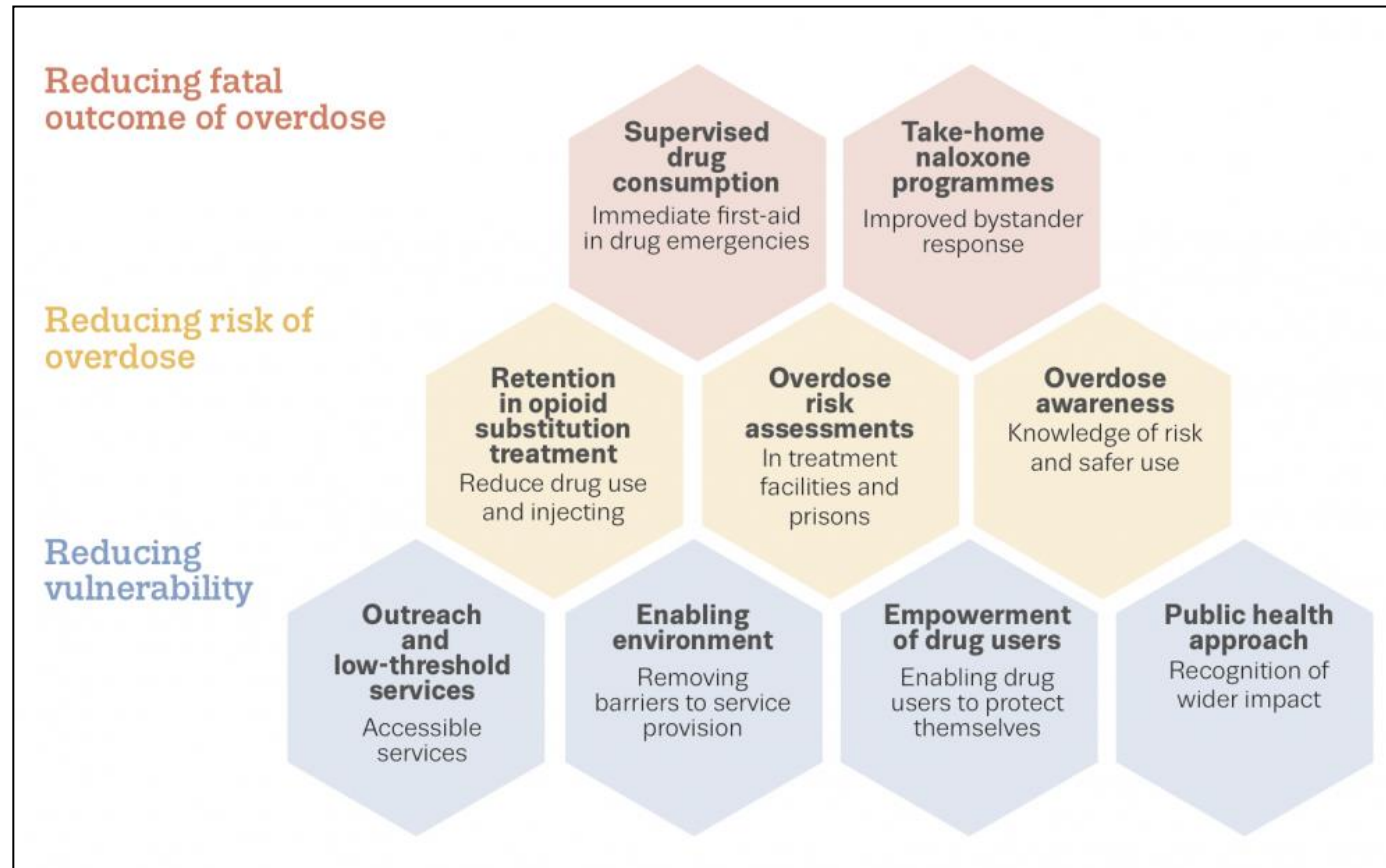 Reducing fatal
outcome of overdose
Supervised
drug
consumption
Immediate first-aid
in drug emergencies
Take-home
naloxone
programmes
Improved bystander
response
Reducing risk of
overdose
Retention
in opioid
substitution
treatment
Reduce drug use
and injecting
Overdose
risk
assessments
In treatment
facilities and
prisons
Overdose
awareness
Knowledge of risk
and safer use
Reducing
vulnerability
Outreach
and
low-threshold
services
Accessible
services
Enabling
environment
Removing
barriers to service
provision
Empowerment
of drug users
Enabling drug
users to protect
themselves
Public health
approach
Recognition of
wider impact